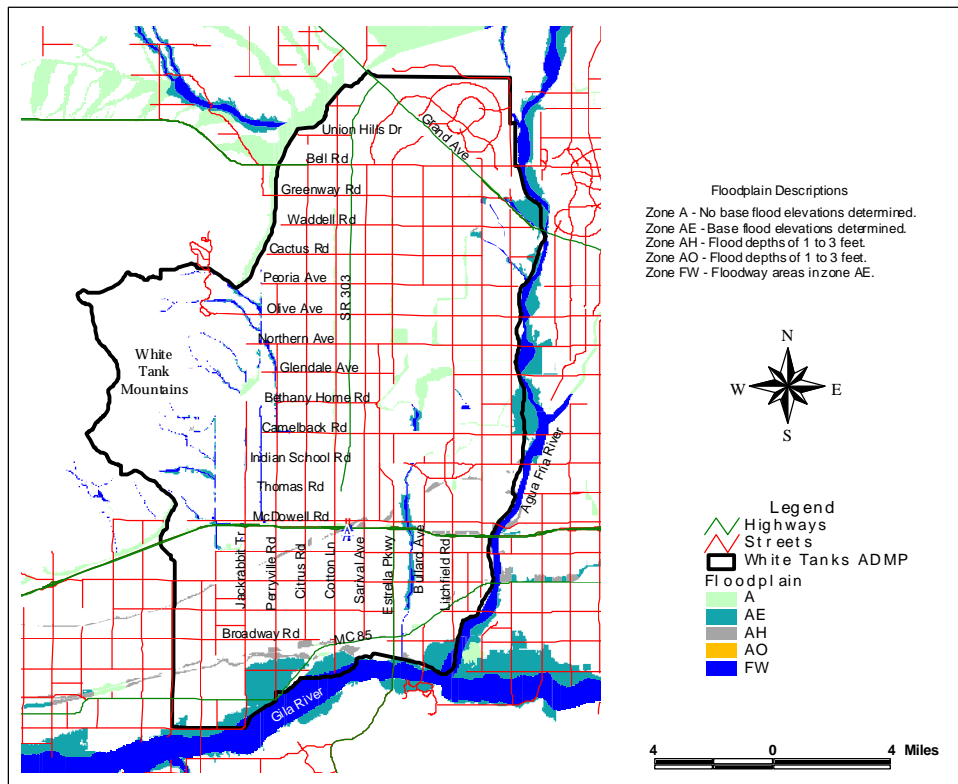 Union Hills Dr
Grand Ave
Bell Rd
Greenway Rd
Waddell Rd
Cactus Rd
Peoria Ave
SR 303
Olive Ave
Northern Ave
White
Tank
Mountains
Glendale Ave
Bethany Home Rd
Camelback Rd
Indian School Rd
Agua Fria River
Thomas Rd
McDowell Rd
Jackrabbit Tr
Perryville Rd
Citrus Rd
Cotton Ln
Sarival Ave
Estrella Pkwy
Bullard Ave
Litchfield Rd
Broadway Rd
MC 85
Gila River
Floodplain Descriptions
Zone A - No base flood elevations determined.
Zone AE - Base flood elevations determined.
Zone AH - Flood depths of 1 to 3 feet.
Zone AO - Flood depths of 1 to 3 feet.
Zone FW - Floodway areas in zone AE.
N
W
E
S
Legend
Highways
Streets
White Tanks ADMP
Floodplain
A
AE
AH
AO
FW
4 0 4 Miles